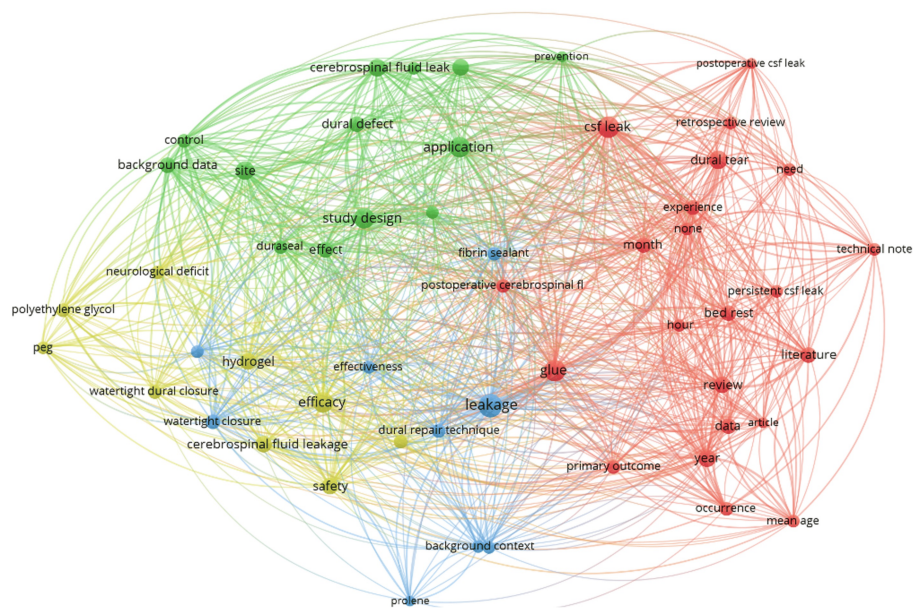 prevention
postoperative csf leak
cerebrospinal fluid leak
dural defect
csf leak
retrospective review
control
application
background data
site
dural tear
need
experience
study design
none
month
technical note
duraseal
effect
fibrin sealant
neurological deficit
postoperative cerebrospinal fl
persistent csf leak
polyethylene glycol
bed rest
hour
peg
hydrogel
effectiveness
glue
literature
watertight dural closure
efficacy
leakage
review
watertight closure
dural repair technique
data
article
cerebrospinal fluid leakage
primary outcome
year
safety
occurrence
mean age
background context
prolene